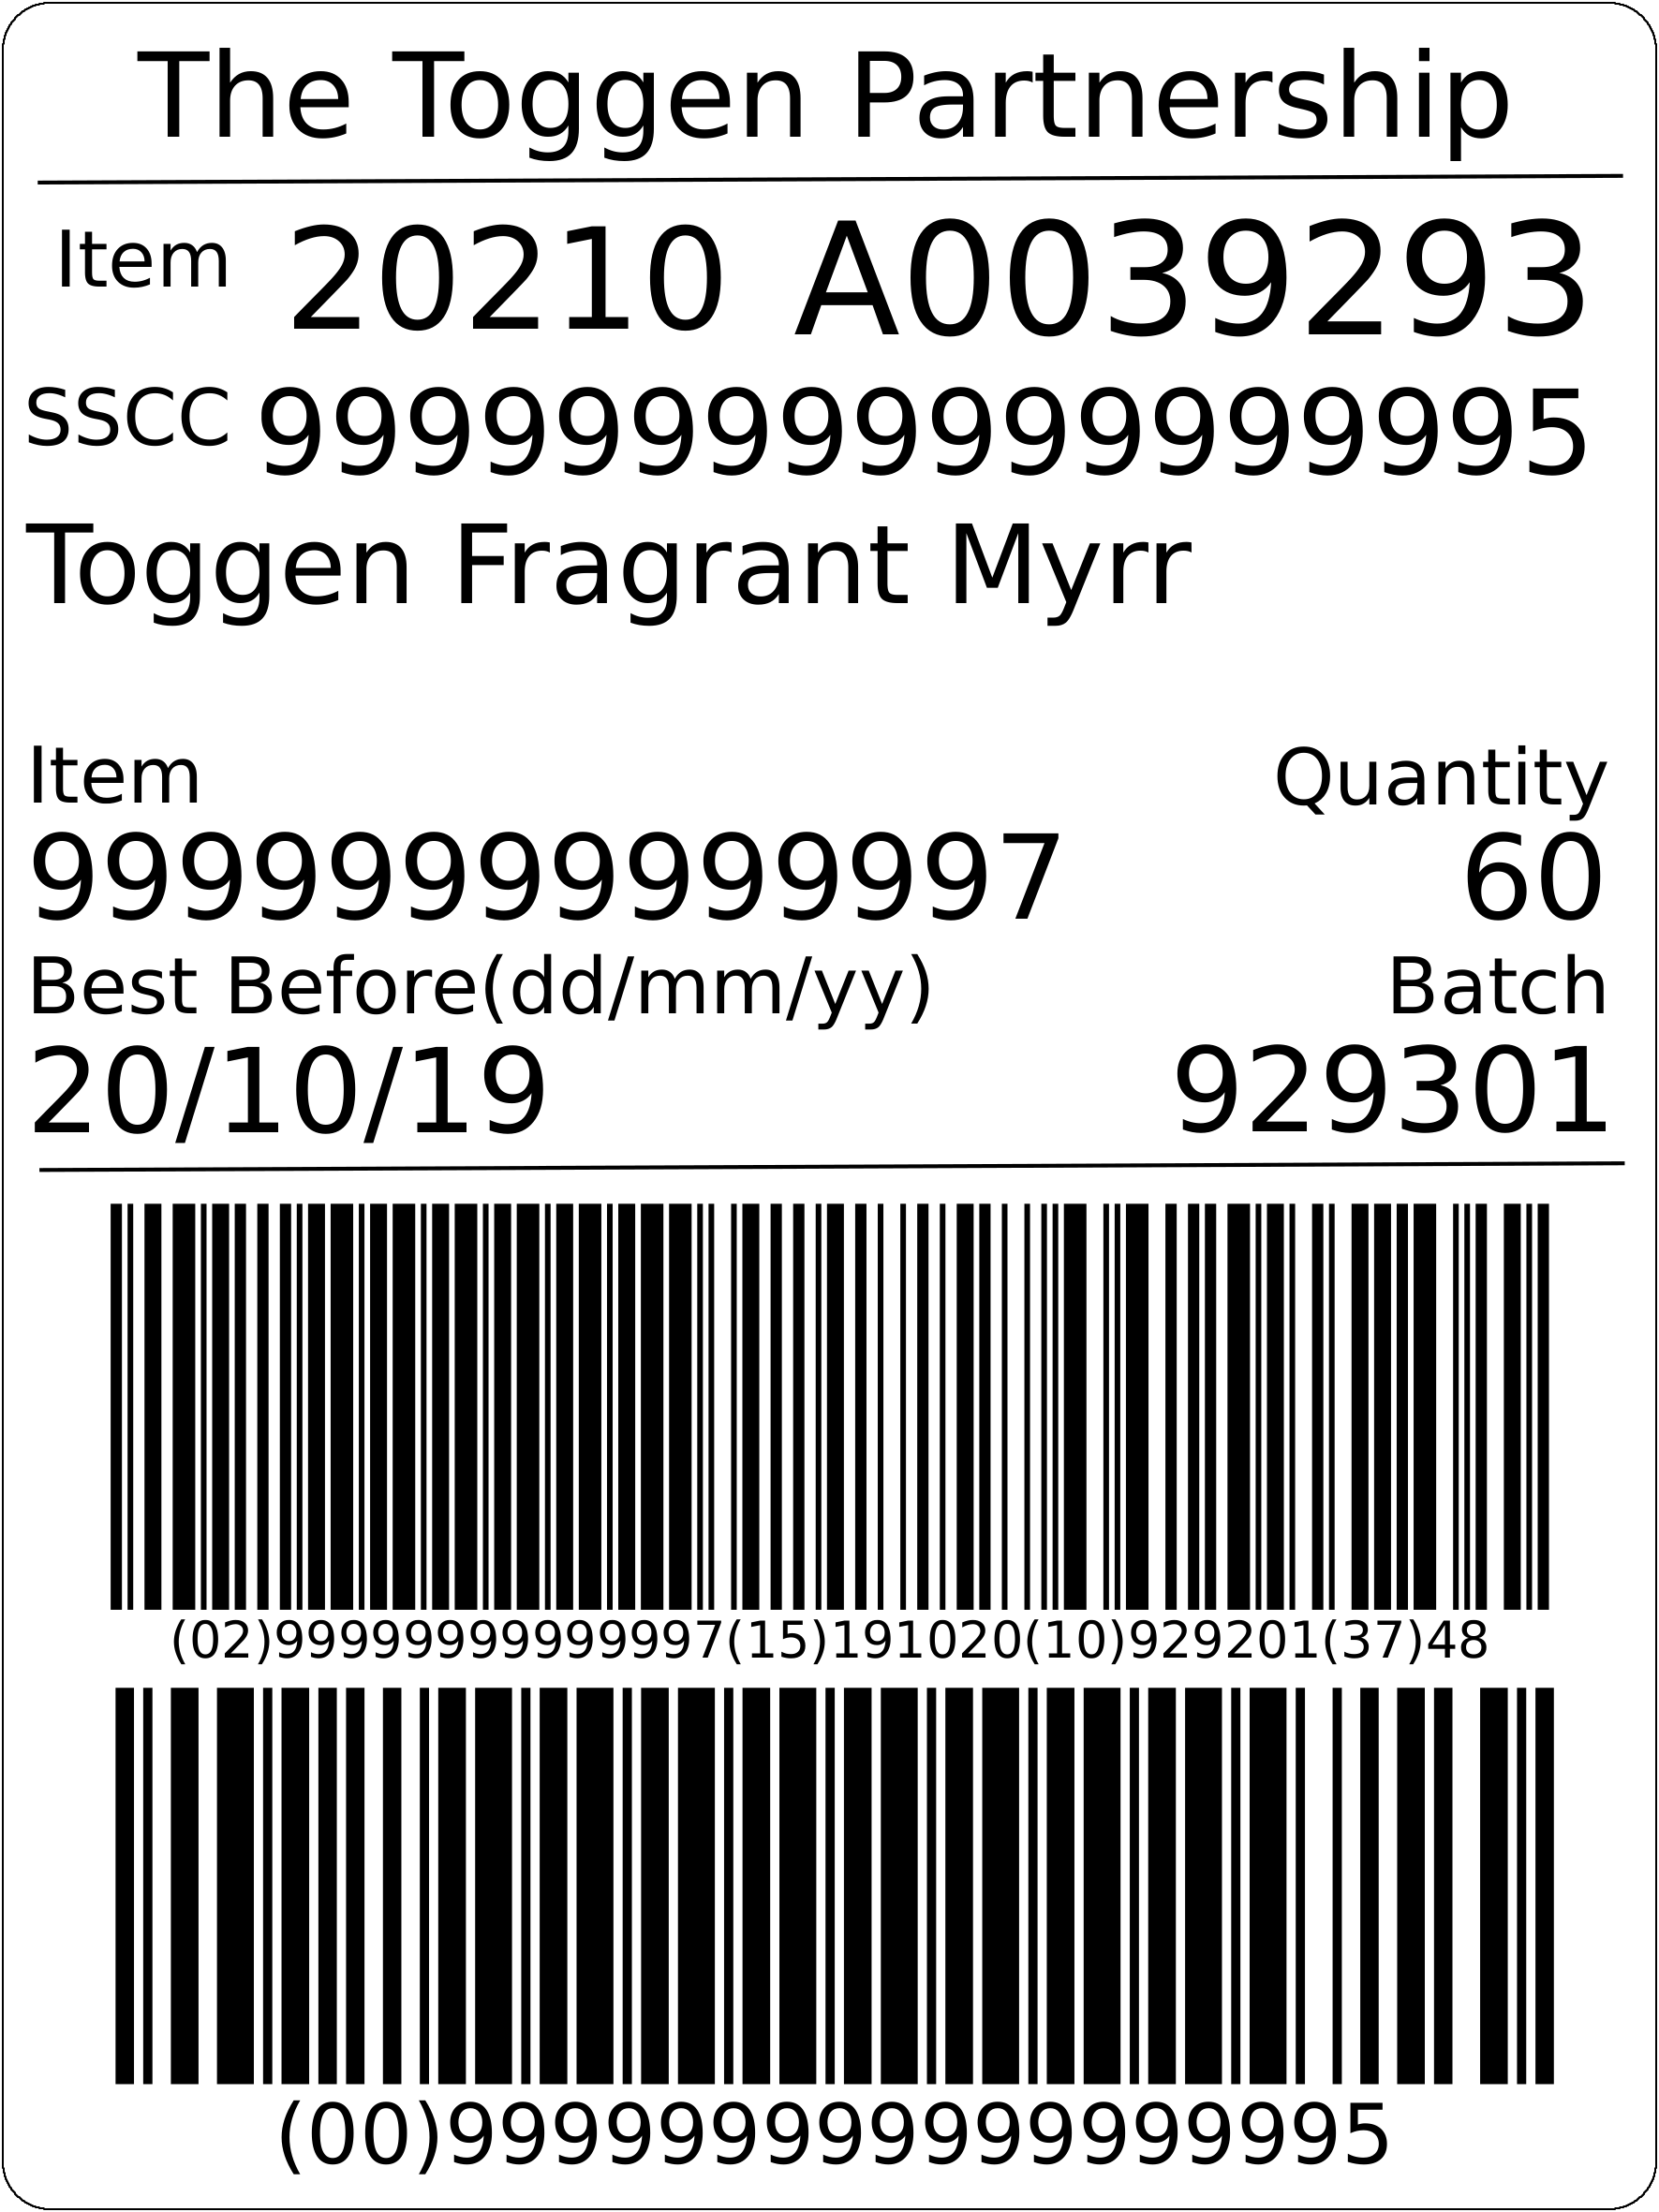 The Toggen Partnership
Item 20210 A0039293
SSCC 999999999999999995
Toggen Fragrant Myrr
Item Quantity
99999999999997 60
Best Before(dd/mm/yy) Batch
20/10/19 929301
(02)99999999999997(15)191020(10)929201(37)48
(00)999999999999999995